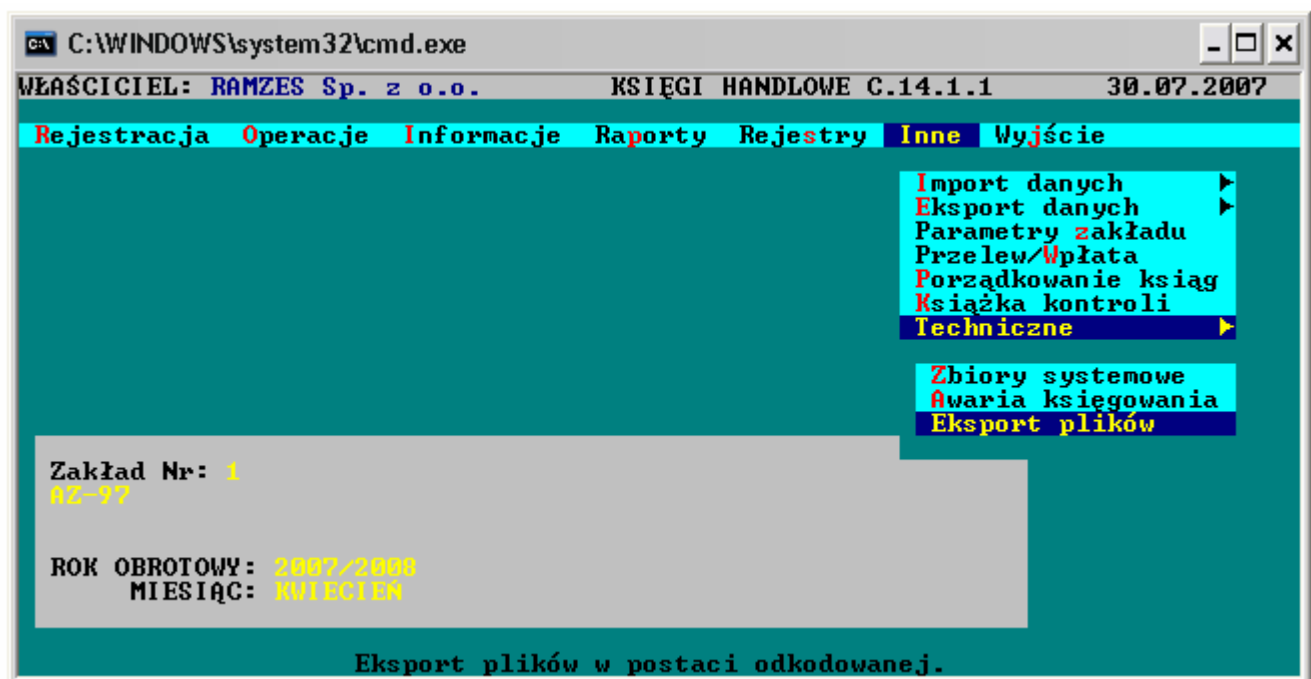 C:\WINDOWS\system32\cmd.exe
WŁAŚCICIEL: RAMZES Sp. z o.o. KSIĘGI HANDLOWE C.14.1.1 30.07.2007
Rejestracja Operacje Informacje Raporty Rejestry Inne Wyjście
Import danych
Eksport danych
Parametry zakładu
Przelew/Wpłata
Porządkowanie ksiąg
Książka kontroli
Techniczne
Zbiory systemowe
Awaria księgowania
Eksport plików
Zakład Nr: 1
AZ-97
ROK OBROTOWY: 2007/2008
MIESIĄC: KWIECIEŃ
Eksport plików w postaci odkodowanej.